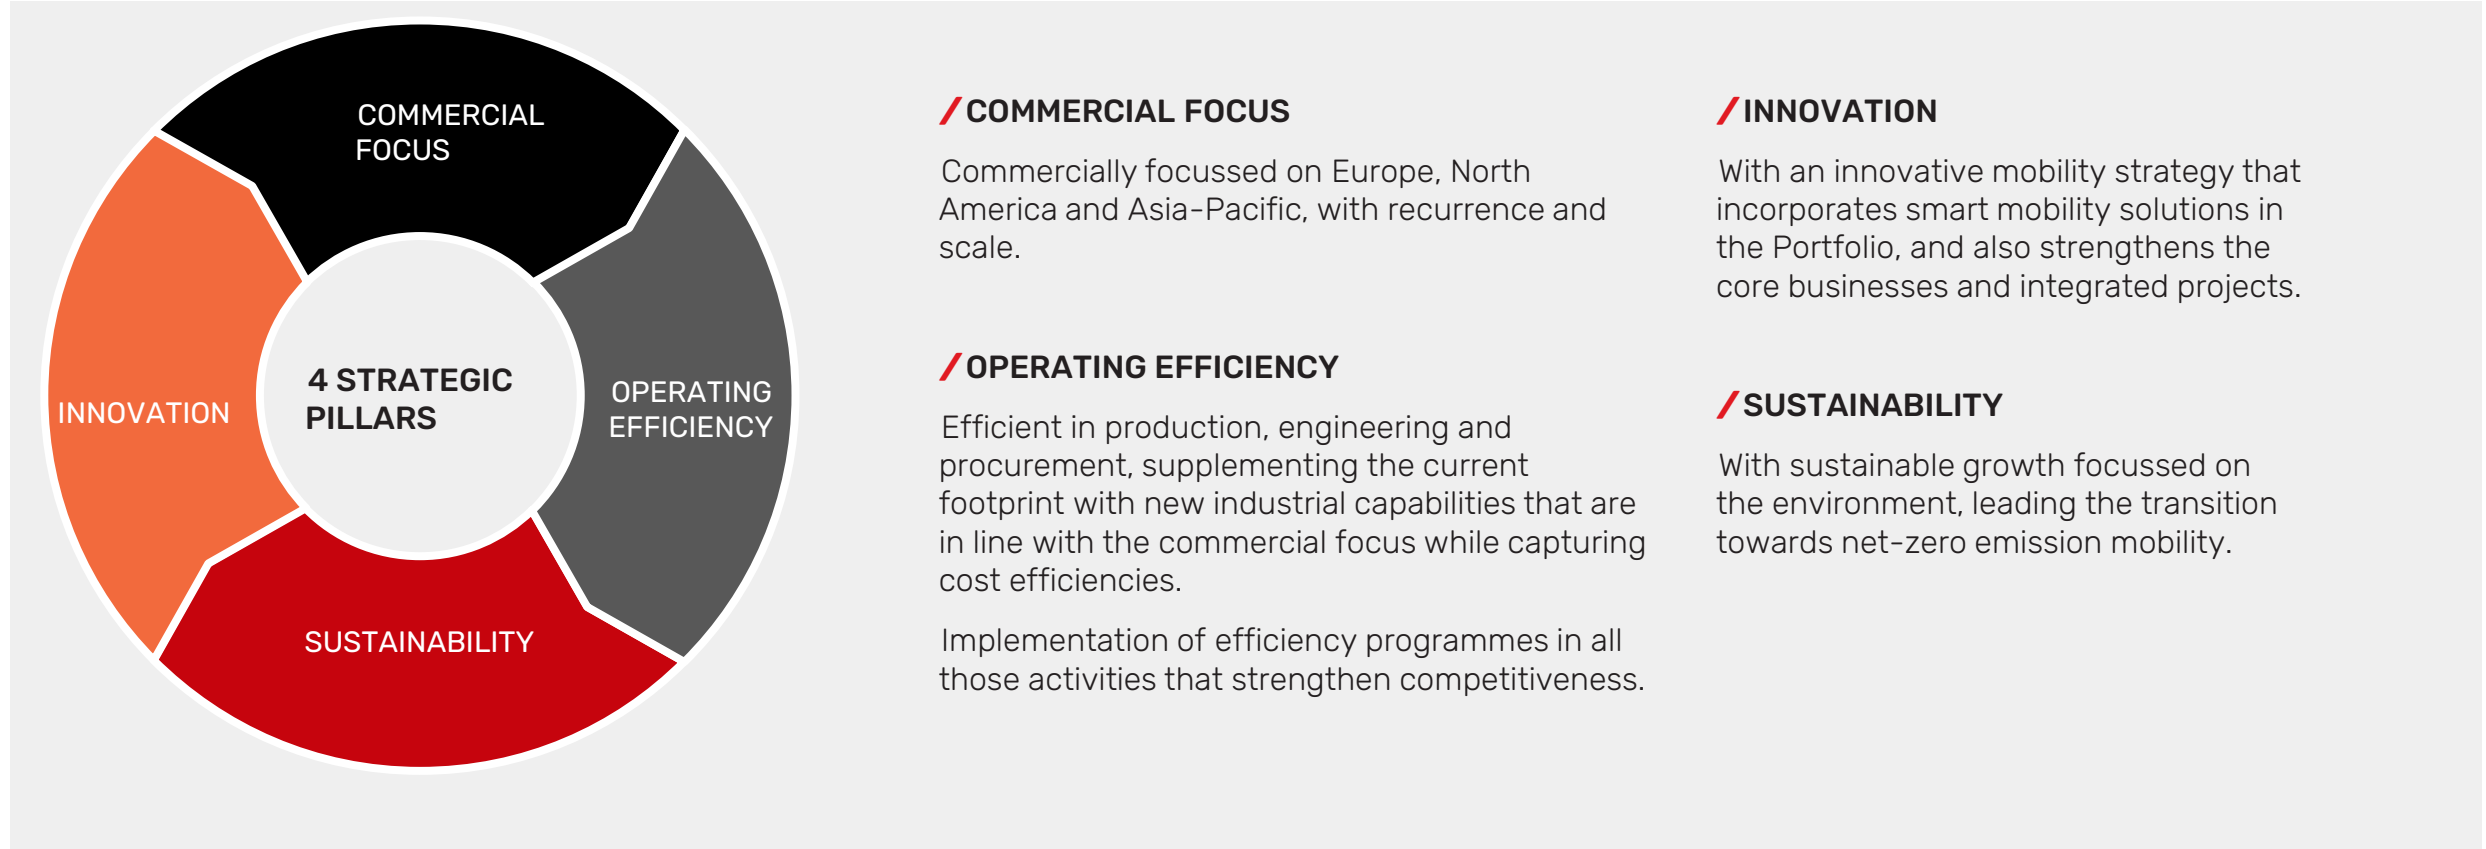 COMMERCIAL
FOCUS
INNOVATION
4 STRATEGIC
PILLARS
OPERATING
EFFICIENCY
SUSTAINABILITY
COMMERCIAL FOCUS
Commercially focussed on Europe, North
America and Asia-Pacific, with recurrence and
scale.
OPERATING EFFICIENCY
Efficient in production, engineering and
procurement, supplementing the current
footprint with new industrial capabilities that are
in line with the commercial focus while capturing
cost efficiencies.
Implementation of efficiency programmes in all
those activities that strengthen competitiveness.
INNOVATION
With an innovative mobility strategy that
incorporates smart mobility solutions in
the Portfolio, and also strengthens the
core businesses and integrated projects.
SUSTAINABILITY
With sustainable growth focussed on
the environment, leading the transition
towards net-zero emission mobility.